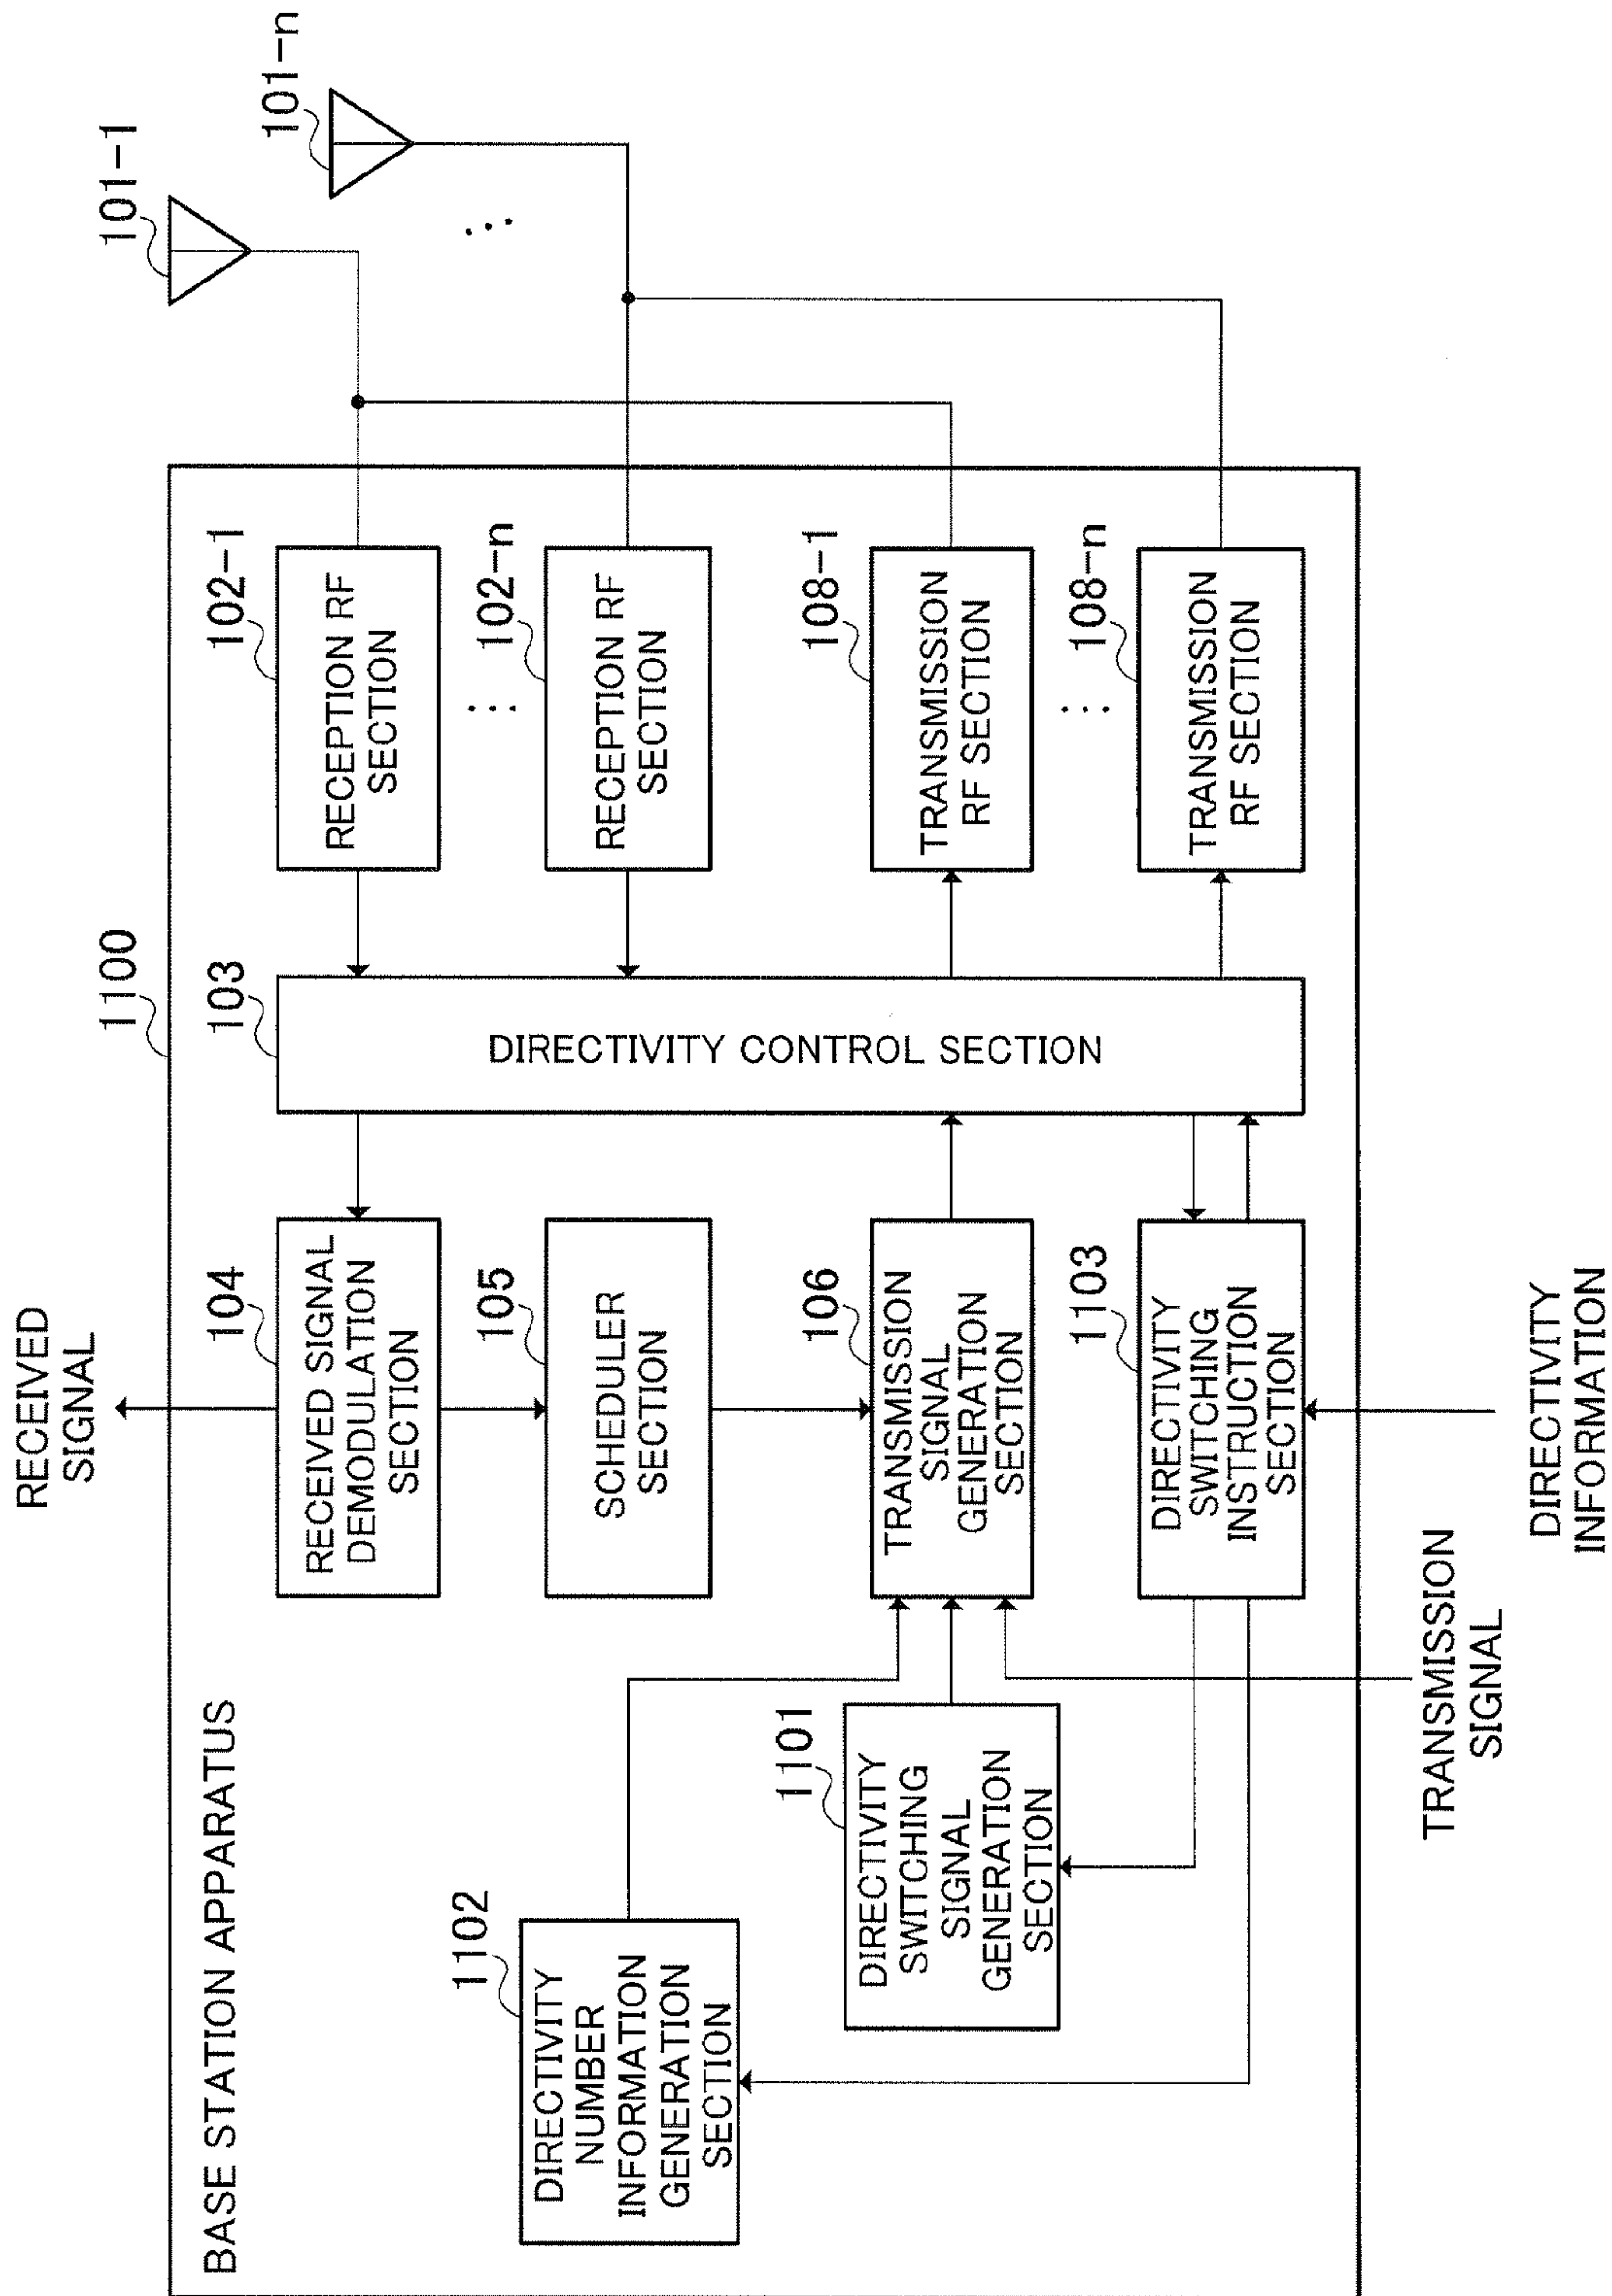 101-1
101-n
1100
BASE STATION APPARATUS
RECEIVED
SIGNAL
104
RECEIVED SIGNAL
DEMODULATION
SECTION
103
DIRECTIVITY CONTROL SECTION
102-1
RECEPTION RF
SECTION
102-n
RECEPTION RF
SECTION
105
SCHEDULER
SECTION
1102
DIRECTIVITY
NUMBER
INFORMATION
GENERATION
SECTION
1101
DIRECTIVITY
SWITCHING
SIGNAL
GENERATION
SECTION
106
TRANSMISSION
SIGNAL
GENERATION
SECTION
108-1
TRANSMISSION
RF SECTION
1103
DIRECTIVITY
SWITCHING
INSTRUCTION
SECTION
108-n
TRANSMISSION
RF SECTION
TRANSMISSION
SIGNAL
DIRECTIVITY
INFORMATION